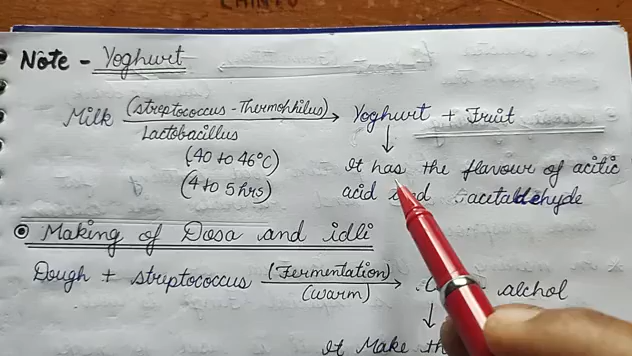 Note - Yoghurt
Milk (streptococcus - Thermophilus) Yoghurt + Fruit
Lactobacillus
(40 to 46°C)
(4 to 5 hrs)
It has the flavour of acitic
acid acetaldehyde
Making of Dosa and idli
Dough + streptococcus (Fermentation) alchol
(warm)
It Make